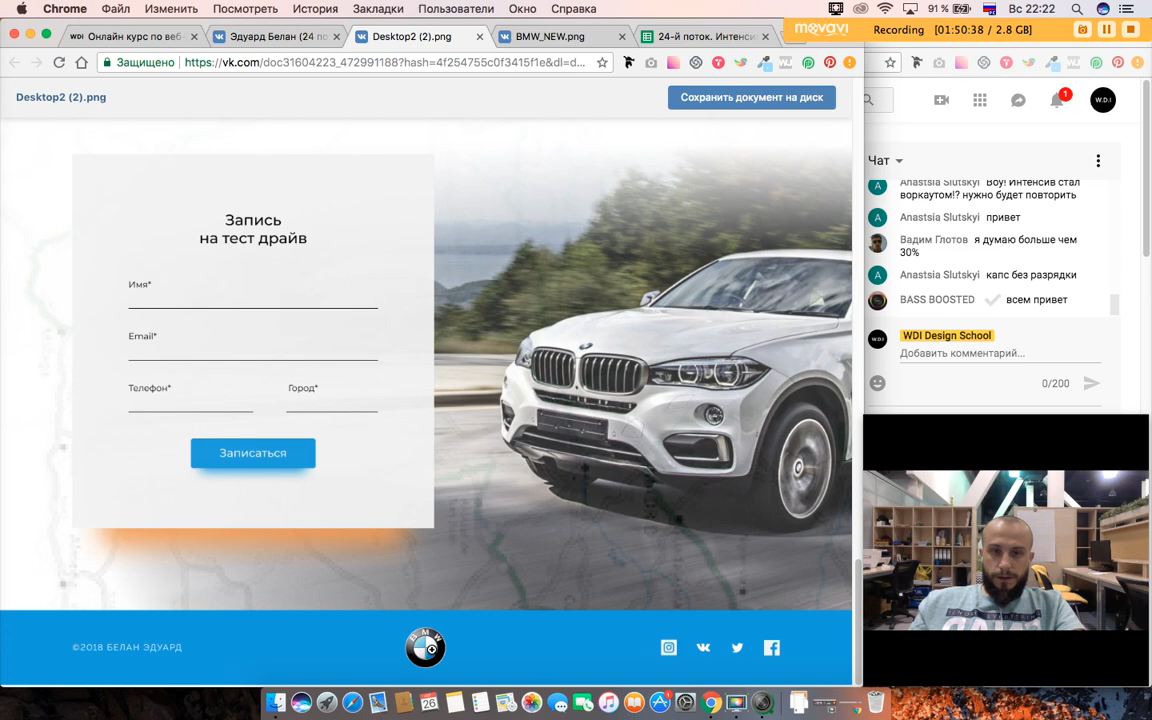 Chrome Файл Изменить Посмотреть История Закладки Пользователи Окно Справка
91 % Вс 22:22
WDI Онлайн курс по веб-
Эдуард Белан (24 по
Desktop2 (2).png
BMW_NEW.png
24-й поток. Интенси
movavi Recording [01:50:38 / 2.8 GB]
Защищено https://vk.com/doc31604223_472991188?hash=4f254755c0f3415f1e&dl=d...
Desktop2 (2).png
Сохранить документ на диск
1
W.D.I
Запись
на тест драйв
Имя*
Email*
Телефон* Город*
Записаться
©2018 БЕЛАН ЭДУАРД
BMW
Чат
Anastsia Slutskyi Воу! Интенсив стал
воркаутом!? нужно будет повторить
Anastsia Slutskyi привет
Вадим Глотов я думаю больше чем
30%
Anastsia Slutskyi капс без разрядки
BASS BOOSTED всем привет
WDI Design School
Добавить комментарий...
0/200